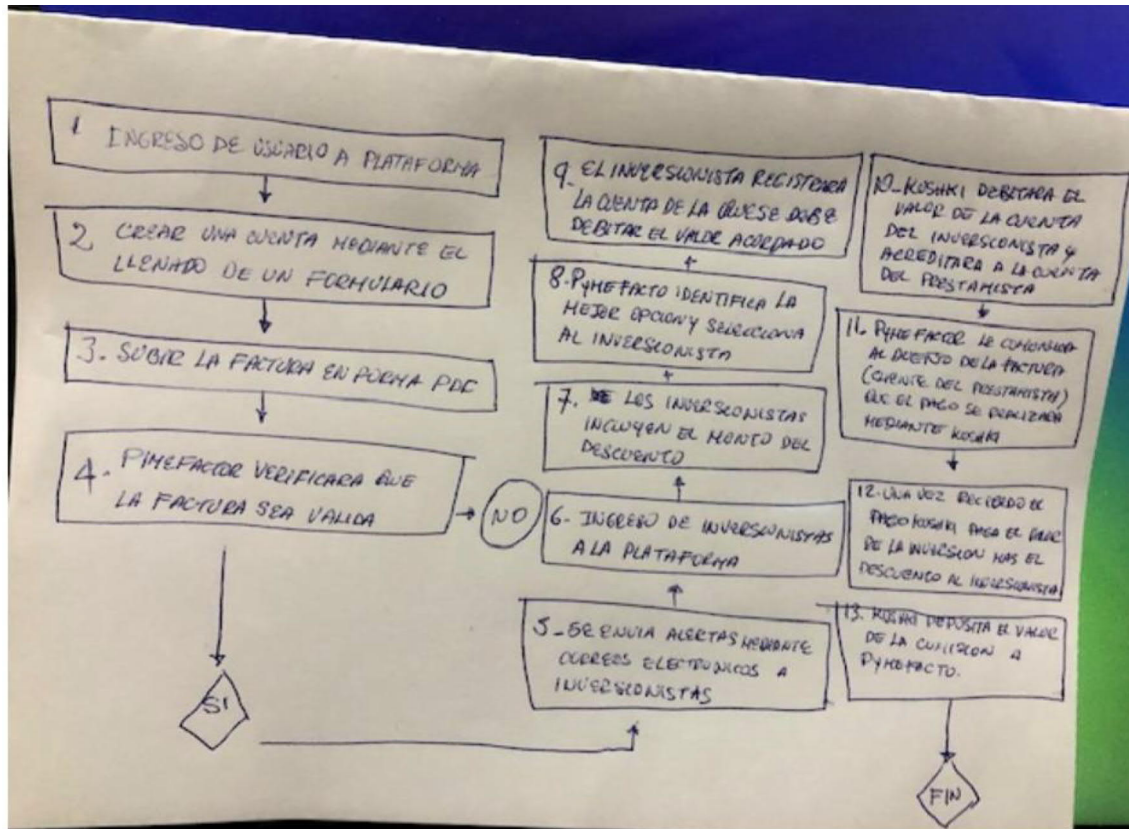 1 INGRESO DE USUARIO A PLATAFORMA
2 CREAR UNA CUENTA MEDIANTE EL
LLENADO DE UN FORMULARIO
3. SUBIR LA FACTURA EN FORMA PDF
4. PYMEFACTOR VERIFICARA QUE
LA FACTURA SEA VALIDA
NO
SI
5_ SE ENVIA ALERTAS MEDIANTE
CORREOS ELECTRONICOS A
INVERSIONISTAS
6- INGRESO DE INVERSIONISTAS
A LA PLATAFORMA
7. LOS INVERSIONISTAS
INCLUYEN EL MONTO DEL
DESCUENTO
8. PYMEFACTO IDENTIFICA LA
MEJOR OPCION Y SELECCIONA
AL INVERSIONISTA
9_ EL INVERSIONISTA REGISTRARA
LA CUENTA DE LA QUE SE DEBE
DEBITAR EL VALOR ACORDADO
10_ KUSHKI DEBITARA EL
VALOR DE LA CUENTA
DEL INVERSIONISTA Y
ACREDITARA A LA CUENTA
DEL PRESTAMISTA
11. PYMEFACTOR LE COMUNICA
AL DUEÑO DE LA FACTURA
(CLIENTE DEL PRESTAMISTA)
QUE EL PAGO SE REALIZARA
MEDIANTE KUSHKI
12. UNA VEZ RECIBIDO EL
PAGO KUSHKI PAGA EL VALOR
DE LA INVERSION MAS EL
DESCUENTO AL INVERSIONISTA
13. KUSHKI DEPOSITA EL VALOR
DE LA COMISION A
PYMEFACTO.
FIN